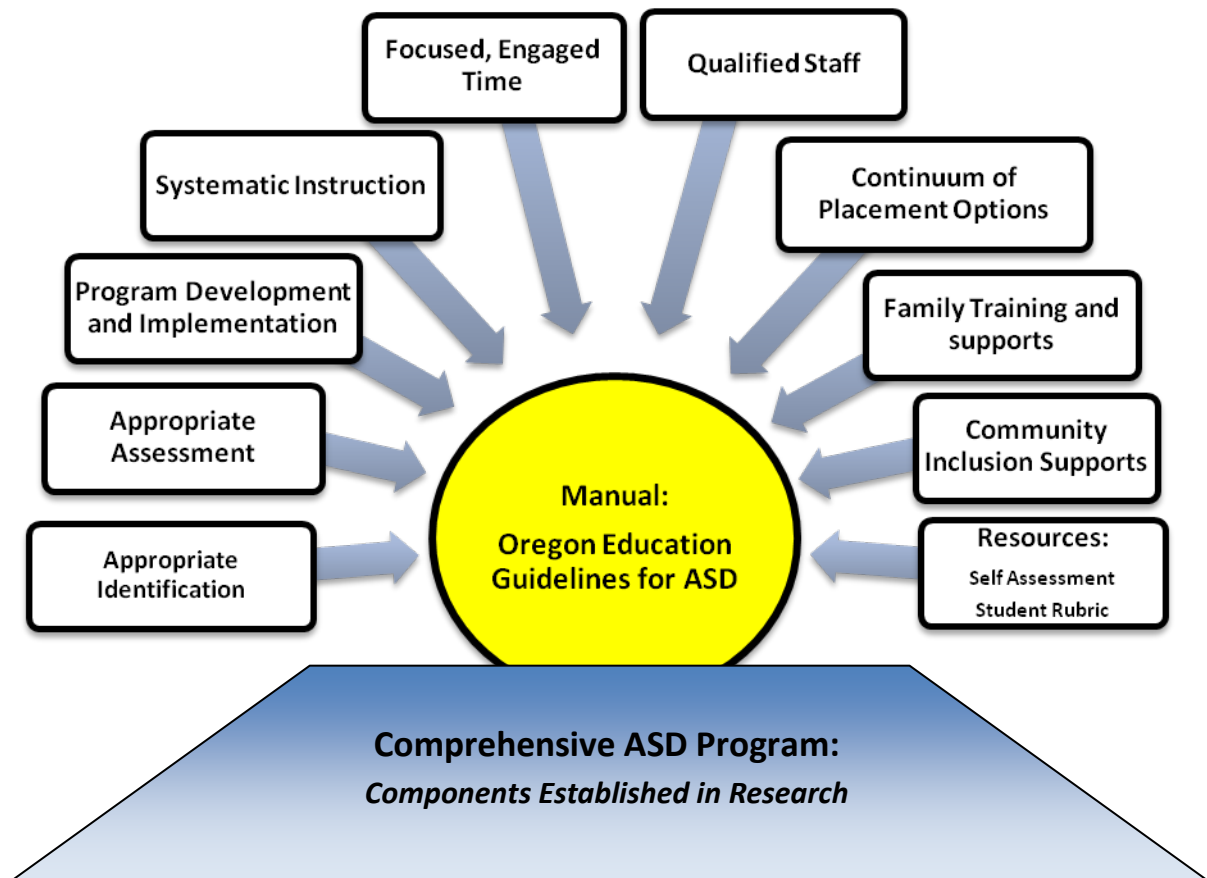 Focused, Engaged
Time
Qualified Staff
Systematic Instruction
Continuum of
Placement Options
Program Development
and Implementation
Family Training and
supports
Appropriate
Assessment
Community
Inclusion Supports
Appropriate
Identification
Resources:
Self Assessment
Student Rubric
Manual:
Oregon Education
Guidelines for ASD
Comprehensive ASD Program:
Components Established in Research